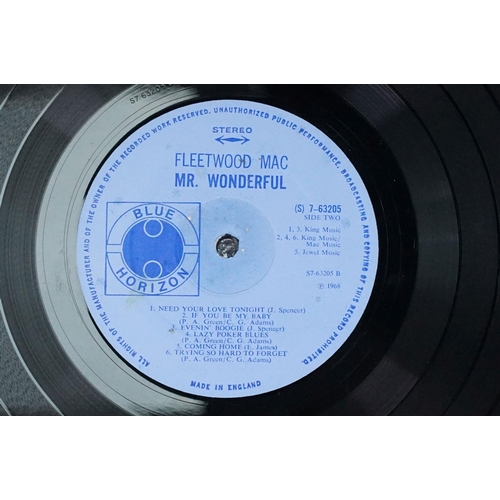 S7-63205
ALL RIGHTS OF THE MANUFACTURER AND OF THE OWNER OF THE RECORDED WORK RESERVED. UNAUTHORIZED PUBLIC PERFORMANCE, BROADCASTING AND COPYING OF THIS RECORD PROHIBITED.
STEREO
FLEETWOOD MAC
MR. WONDERFUL
BLUE
HORIZON
(S) 7-63205
SIDE TWO
1, 3. King Music
2, 4, 6. King Music/
Mac Music
5. Jewel Music
S7-63205 B
℗ 1968
1. NEED YOUR LOVE TONIGHT (J. Spencer)
2. IF YOU BE MY BABY
(P. A. Green/C. G. Adams)
3. EVENIN' BOOGIE (J. Spencer)
4. LAZY POKER BLUES
(P. A. Green/C. G. Adams)
5. COMING HOME (E. James)
6. TRYING SO HARD TO FORGET
(P. A. Green/C. G. Adams)
MADE IN ENGLAND